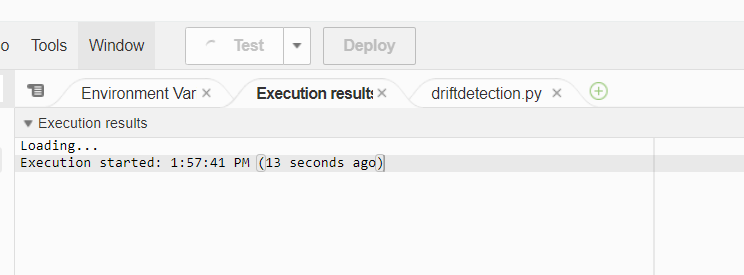 o Tools Window Test Deploy
Environment Var Execution results driftdetection.py
Execution results
Loading...
Execution started: 1:57:41 PM (13 seconds ago)